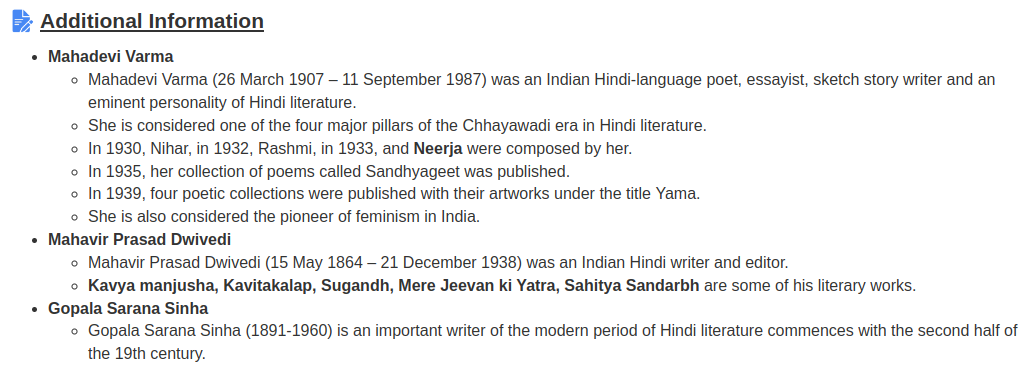 Additional Information
• Mahadevi Varma
◦ Mahadevi Varma (26 March 1907 – 11 September 1987) was an Indian Hindi-language poet, essayist, sketch story writer and an
eminent personality of Hindi literature.
◦ She is considered one of the four major pillars of the Chhayawadi era in Hindi literature.
◦ In 1930, Nihar, in 1932, Rashmi, in 1933, and Neerja were composed by her.
◦ In 1935, her collection of poems called Sandhyageet was published.
◦ In 1939, four poetic collections were published with their artworks under the title Yama.
◦ She is also considered the pioneer of feminism in India.
• Mahavir Prasad Dwivedi
◦ Mahavir Prasad Dwivedi (15 May 1864 – 21 December 1938) was an Indian Hindi writer and editor.
◦ Kavya manjusha, Kavitakalap, Sugandh, Mere Jeevan ki Yatra, Sahitya Sandarbh are some of his literary works.
• Gopala Sarana Sinha
◦ Gopala Sarana Sinha (1891-1960) is an important writer of the modern period of Hindi literature commences with the second half of
the 19th century.